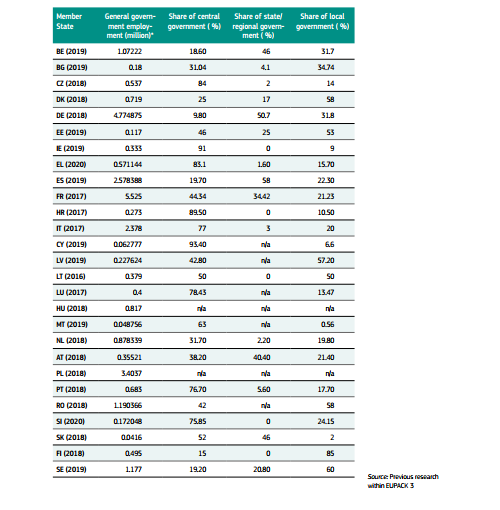 Member State General govern-ment employ-ment (million)* Share of central government ( %) Share of state/regional govern-ment ( %) Share of local government ( %)
BE (2019) 1.07222 18.60 46 31.7
BG (2019) 0.18 31.04 4.1 34.74
CZ (2018) 0.537 84 2 14
DK (2018) 0.719 25 17 58
DE (2018) 4.774875 9.80 50.7 31.8
EE (2019) 0.117 46 25 53
IE (2019) 0.333 91 0 9
EL (2020) 0.571144 83.1 1.60 15.70
ES (2019) 2.578388 19.70 58 22.30
FR (2017) 5.525 44.34 34.42 21.23
HR (2017) 0.273 89.50 0 10.50
IT (2017) 2.378 77 3 20
CY (2019) 0.062777 93.40 n/a 6.6
LV (2019) 0.227624 42.80 n/a 57.20
LT (2016) 0.379 50 0 50
LU (2017) 0.4 78.43 n/a 13.47
HU (2018) 0.817 n/a n/a n/a
MT (2019) 0.048756 63 n/a 0.56
NL (2018) 0.878339 31.70 2.20 19.80
AT (2018) 0.35521 38.20 40.40 21.40
PL (2018) 3.4037 n/a n/a n/a
PT (2018) 0.683 76.70 5.60 17.70
RO (2018) 1.190366 42 n/a 58
SI (2020) 0.172048 75.85 0 24.15
SK (2018) 0.0416 52 46 2
FI (2018) 0.495 15 0 85
SE (2019) 1.177 19.20 20.80 60
Source: Previous research
within EUPACK 3